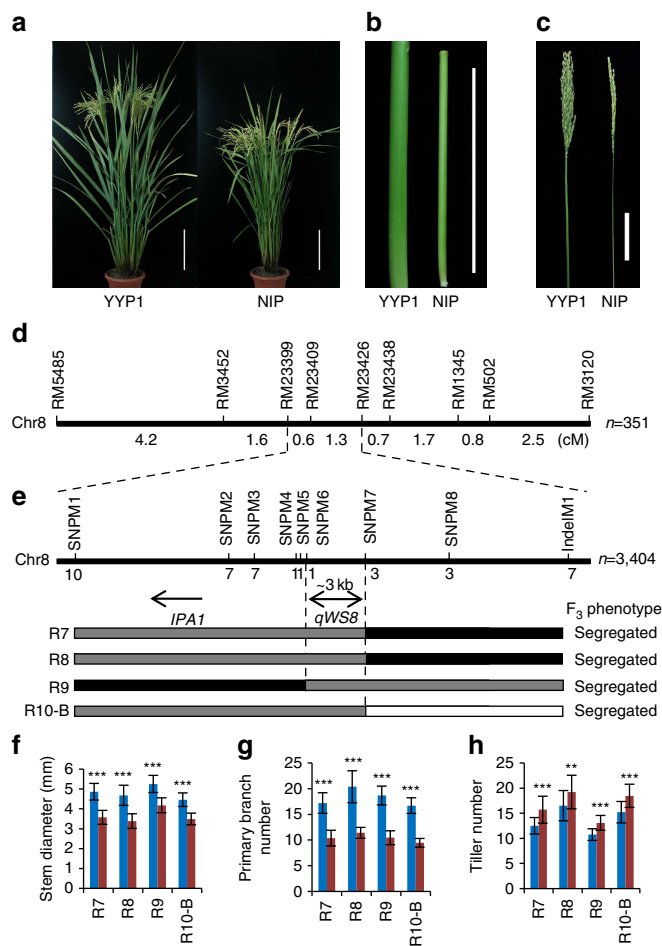 a
b
c
YYP1 NIP
YYP1 NIP
YYP1 NIP
d
RM5485 RM3452 RM23399 RM23409 RM23426 RM23438 RM1345 RM502 RM3120
Chr8 n=351
4.2 1.6 0.6 1.3 0.7 1.7 0.8 2.5 (cM)
e
SNPM1 SNPM2 SNPM3 SNPM4 SNPM5 SNPM6 SNPM7 SNPM8 IndelM1
Chr8 n=3,404
10 7 7 1 1 1 3 3 7
~3 kb
IPA1 qWS8 F3 phenotype
R7 Segregated
R8 Segregated
R9 Segregated
R10-B Segregated
f
Stem diameter (mm)
6
5
4
3
2
1
0
*** *** *** ***
R7 R8 R9 R10-B
g
Primary branch
number
25
20
15
10
5
0
*** *** *** ***
R7 R8 R9 R10-B
h
Tiller number
25
20
15
10
5
0
*** ** *** ***
R7 R8 R9 R10-B